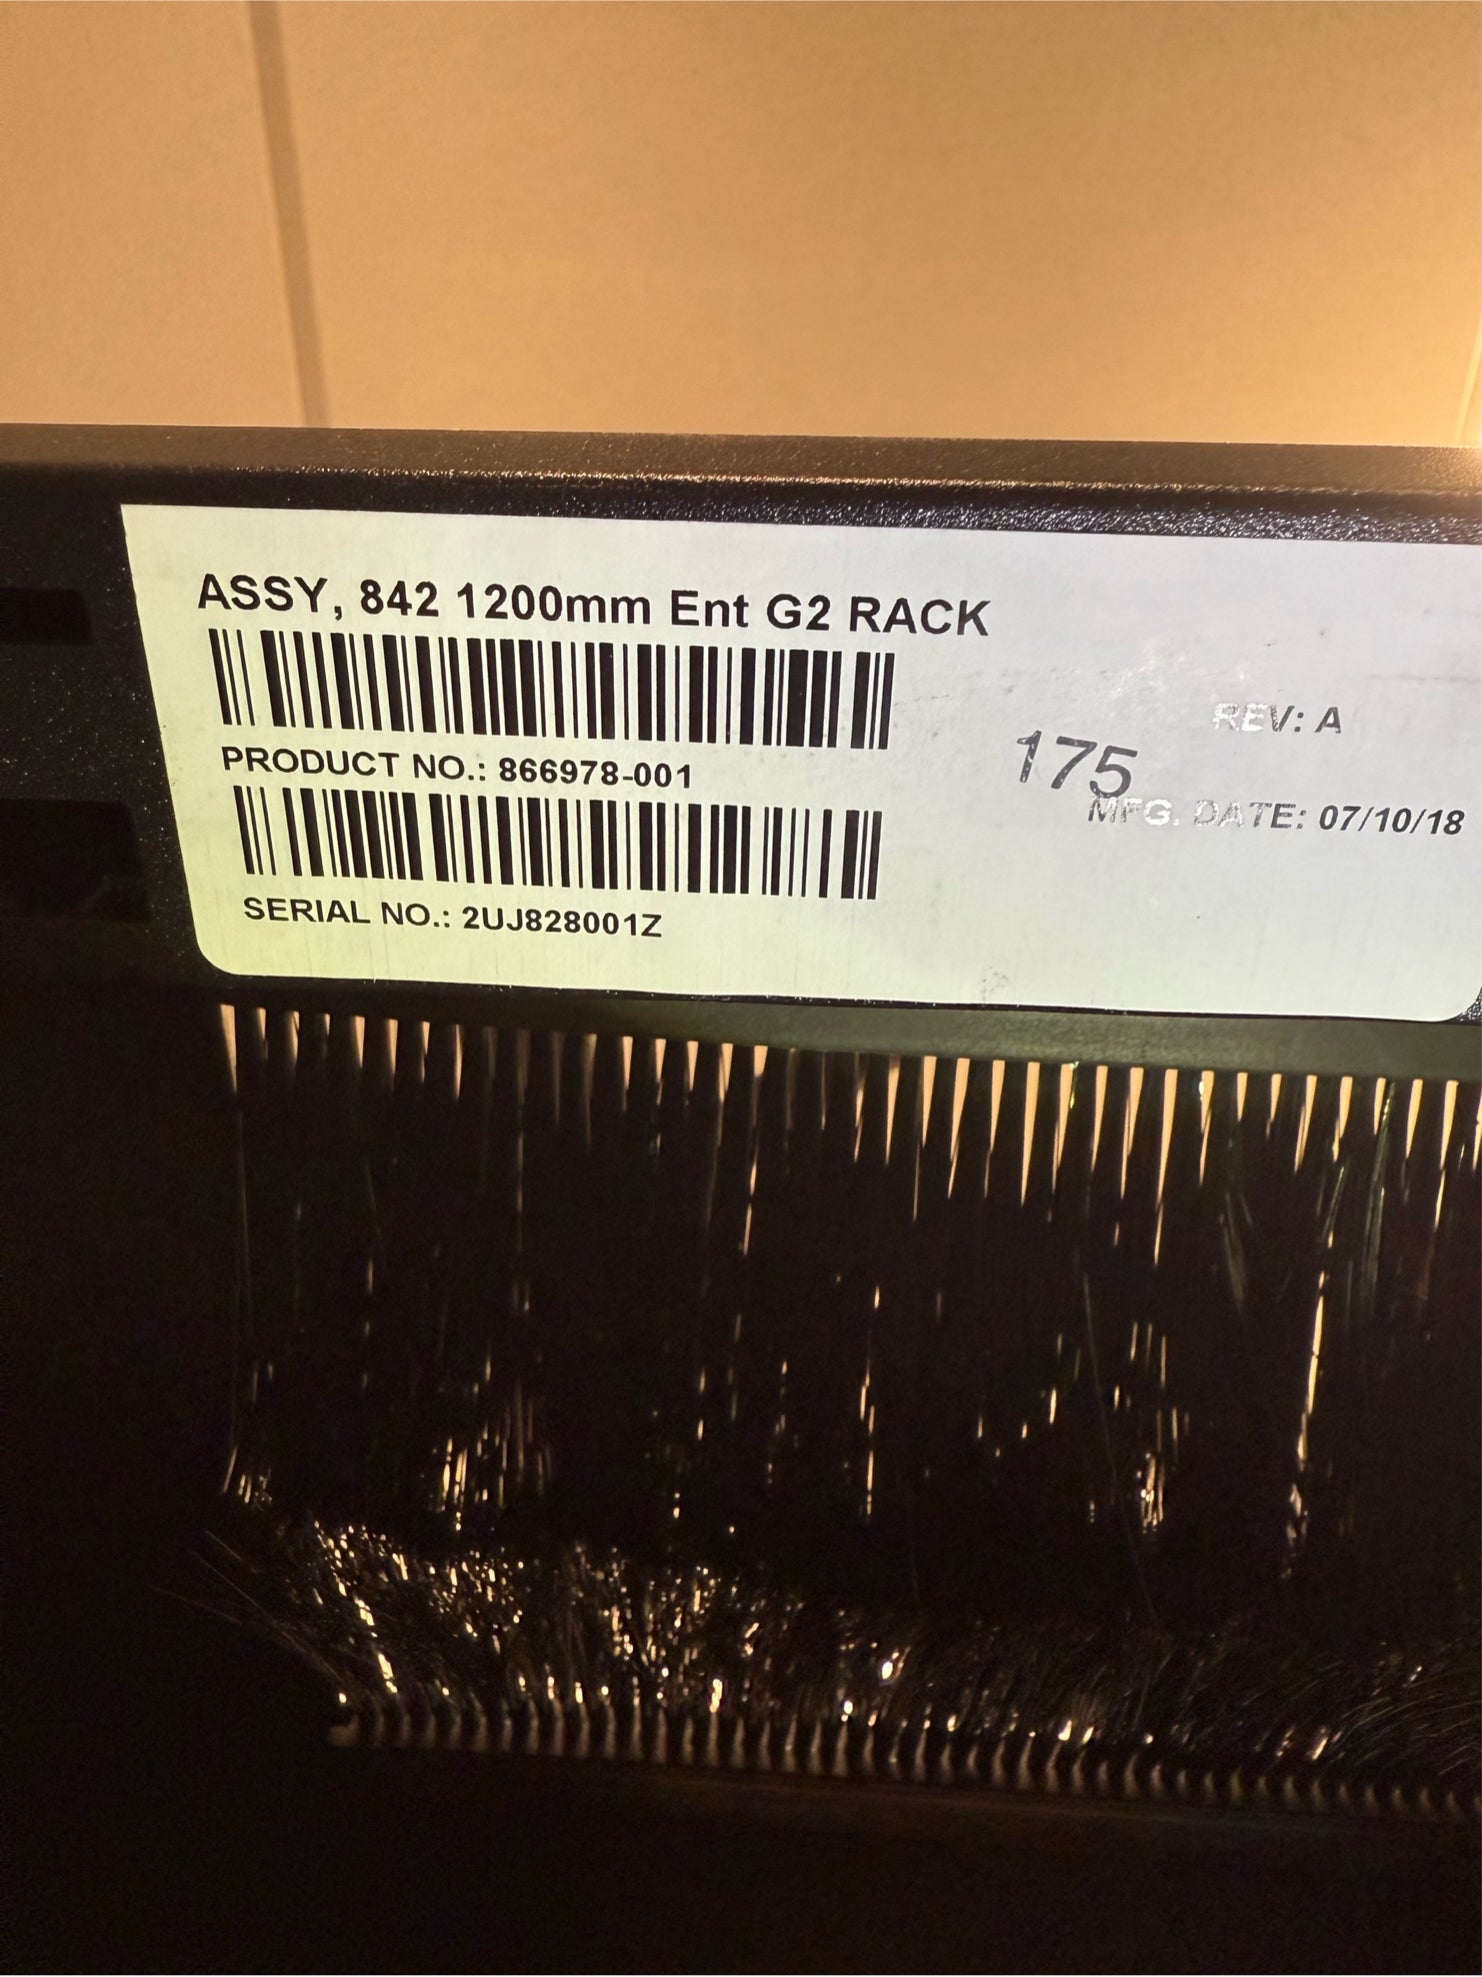 ASSY, 842 1200mm Ent G2 RACK
PRODUCT NO.: 866978-001
SERIAL NO.: 2UJ828001Z
REV: A
175
MFG. DATE: 07/10/18